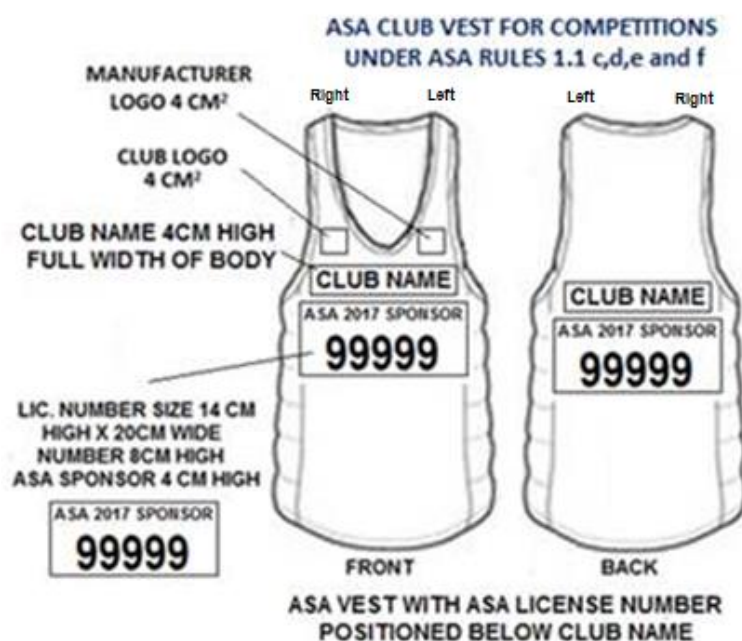 ASA CLUB VEST FOR COMPETITIONS
UNDER ASA RULES 1.1 c,d,e and f
MANUFACTURER
LOGO 4 CM²
Right
Left
Left
Right
CLUB LOGO
4 CM²
CLUB NAME 4CM HIGH
FULL WIDTH OF BODY
CLUB NAME
ASA 2017 SPONSOR
99999
CLUB NAME
ASA 2017 SPONSOR
99999
LIC. NUMBER SIZE 14 CM
HIGH X 20CM WIDE
NUMBER 8CM HIGH
ASA SPONSOR 4 CM HIGH
ASA 2017 SPONSOR
99999
FRONT
BACK
ASA VEST WITH ASA LICENSE NUMBER
POSITIONED BELOW CLUB NAME